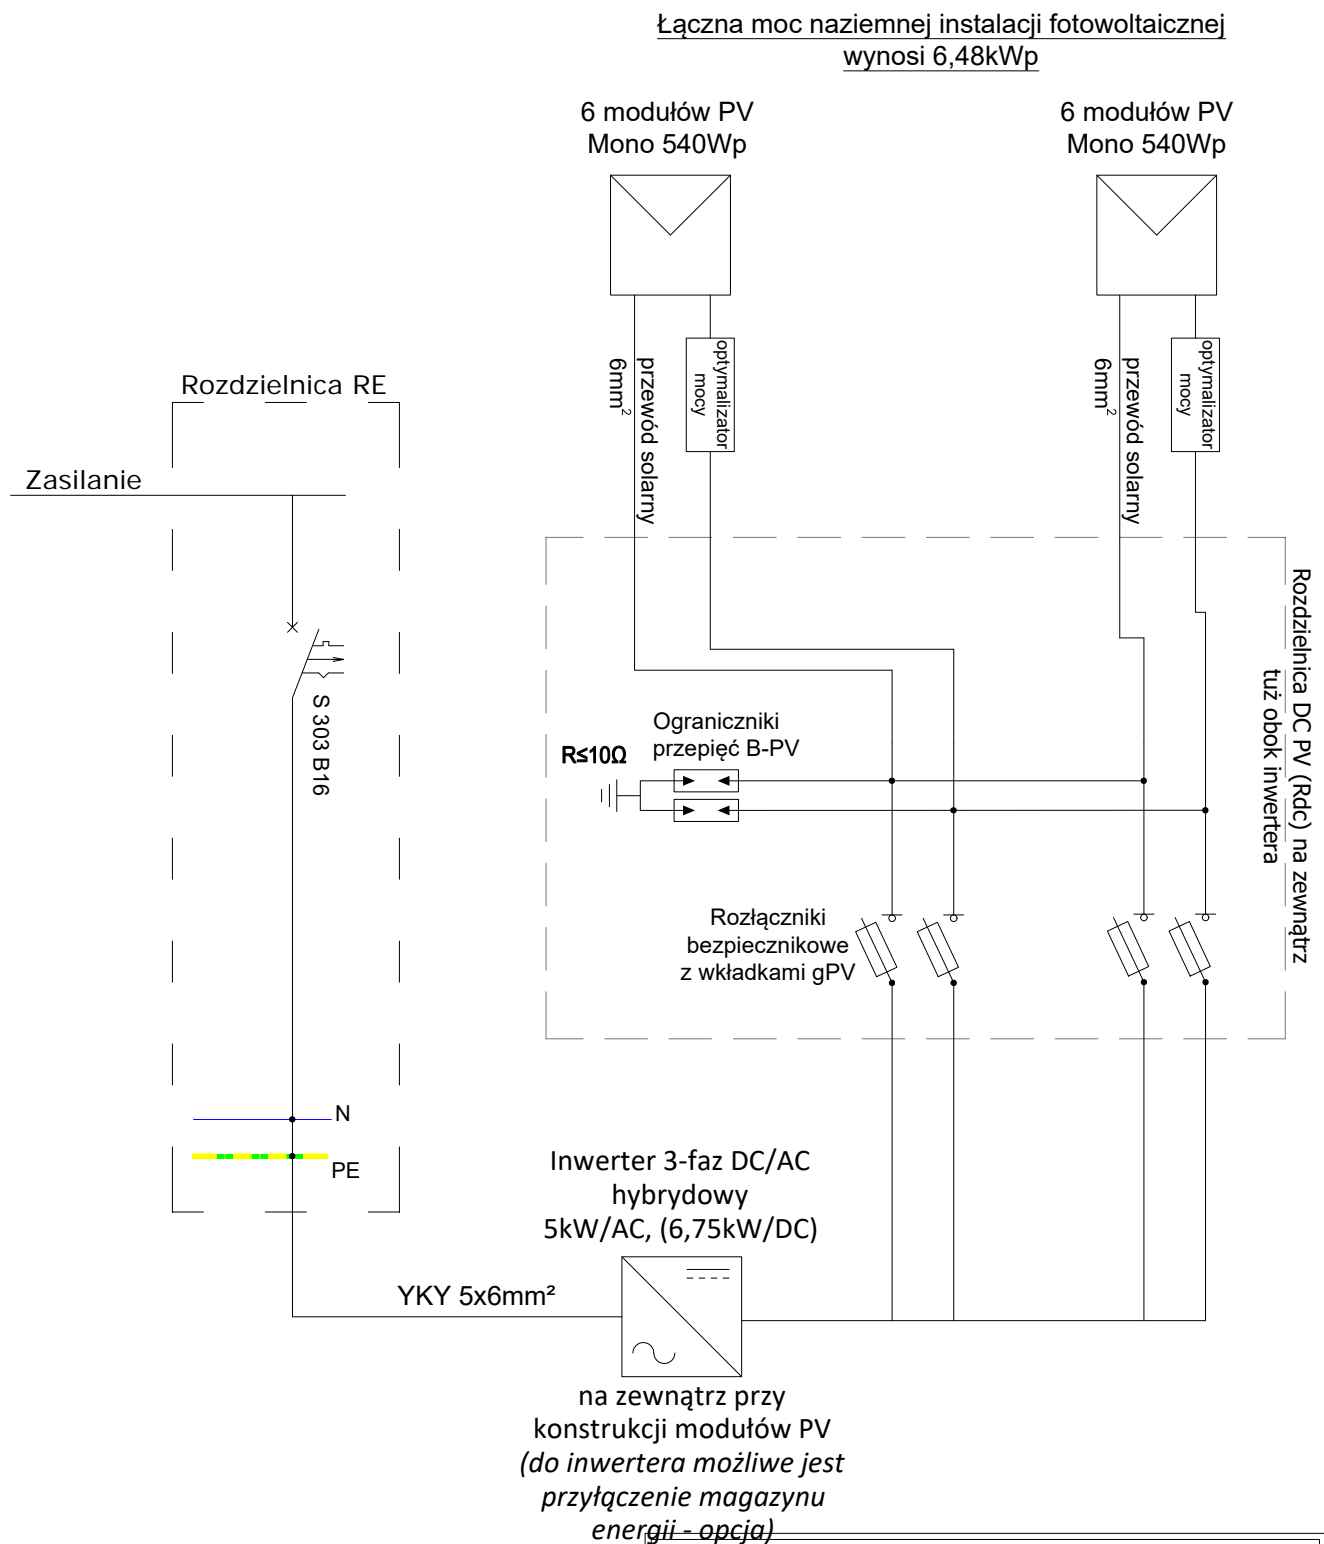 Łączna moc naziemnej instalacji fotowoltaicznej
wynosi 6,48kWp
6 modułów PV
Mono 540Wp
6 modułów PV
Mono 540Wp
przewód solarny
6mm²
optymalizator
mocy
przewód solarny
6mm²
optymalizator
mocy
Rozdzielnica RE
Zasilanie
S 303 B16
N
PE
Rozdzielnica DC PV (Rdc) na zewnątrz
tuż obok inwertera
Ograniczniki
przepięć B-PV
R≤10Ω
Rozłączniki
bezpiecznikowe
z wkładkami gPV
Inwerter 3-faz DC/AC
hybrydowy
5kW/AC, (6,75kW/DC)
YKY 5x6mm²
na zewnątrz przy
konstrukcji modułów PV
(do inwertera możliwe jest
przyłączenie magazynu
energii - opcja)